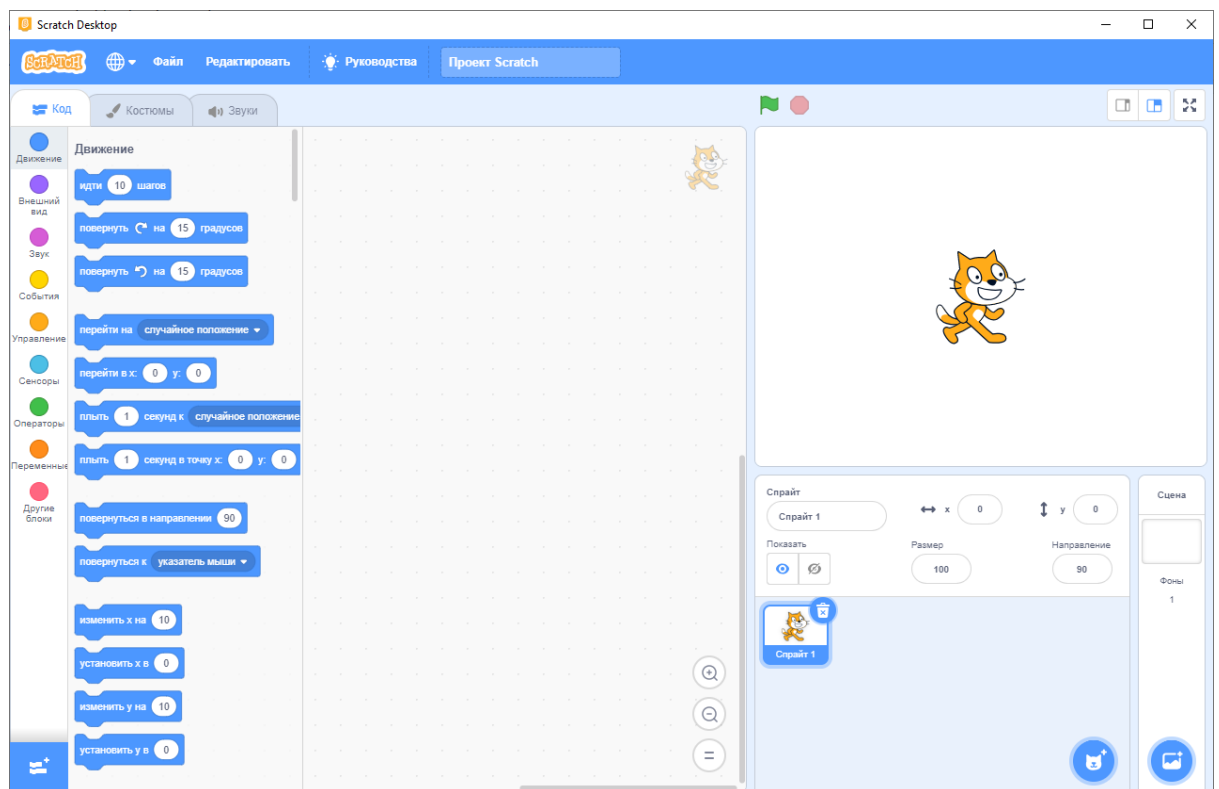 Scratch Desktop
SCRATCH
Файл
Редактировать
Руководства
Проект Scratch
Код
Костюмы
Звуки
Движение
Внешний
вид
Звук
События
Управление
Сенсоры
Операторы
Переменные
Другие
блоки
Движение
идти 10 шагов
повернуть на 15 градусов
повернуть на 15 градусов
перейти на случайное положение
перейти в x: 0 y: 0
плыть 1 секунд к случайное положение
плыть 1 секунд в точку x: 0 y: 0
повернуться в направлении 90
повернуться к указатель мыши
изменить x на 10
установить x в 0
изменить y на 10
установить y в 0
Спрайт
Спрайт 1
x 0
y 0
Показать
Размер
100
Направление
90
Спрайт 1
Сцена
Фоны
1